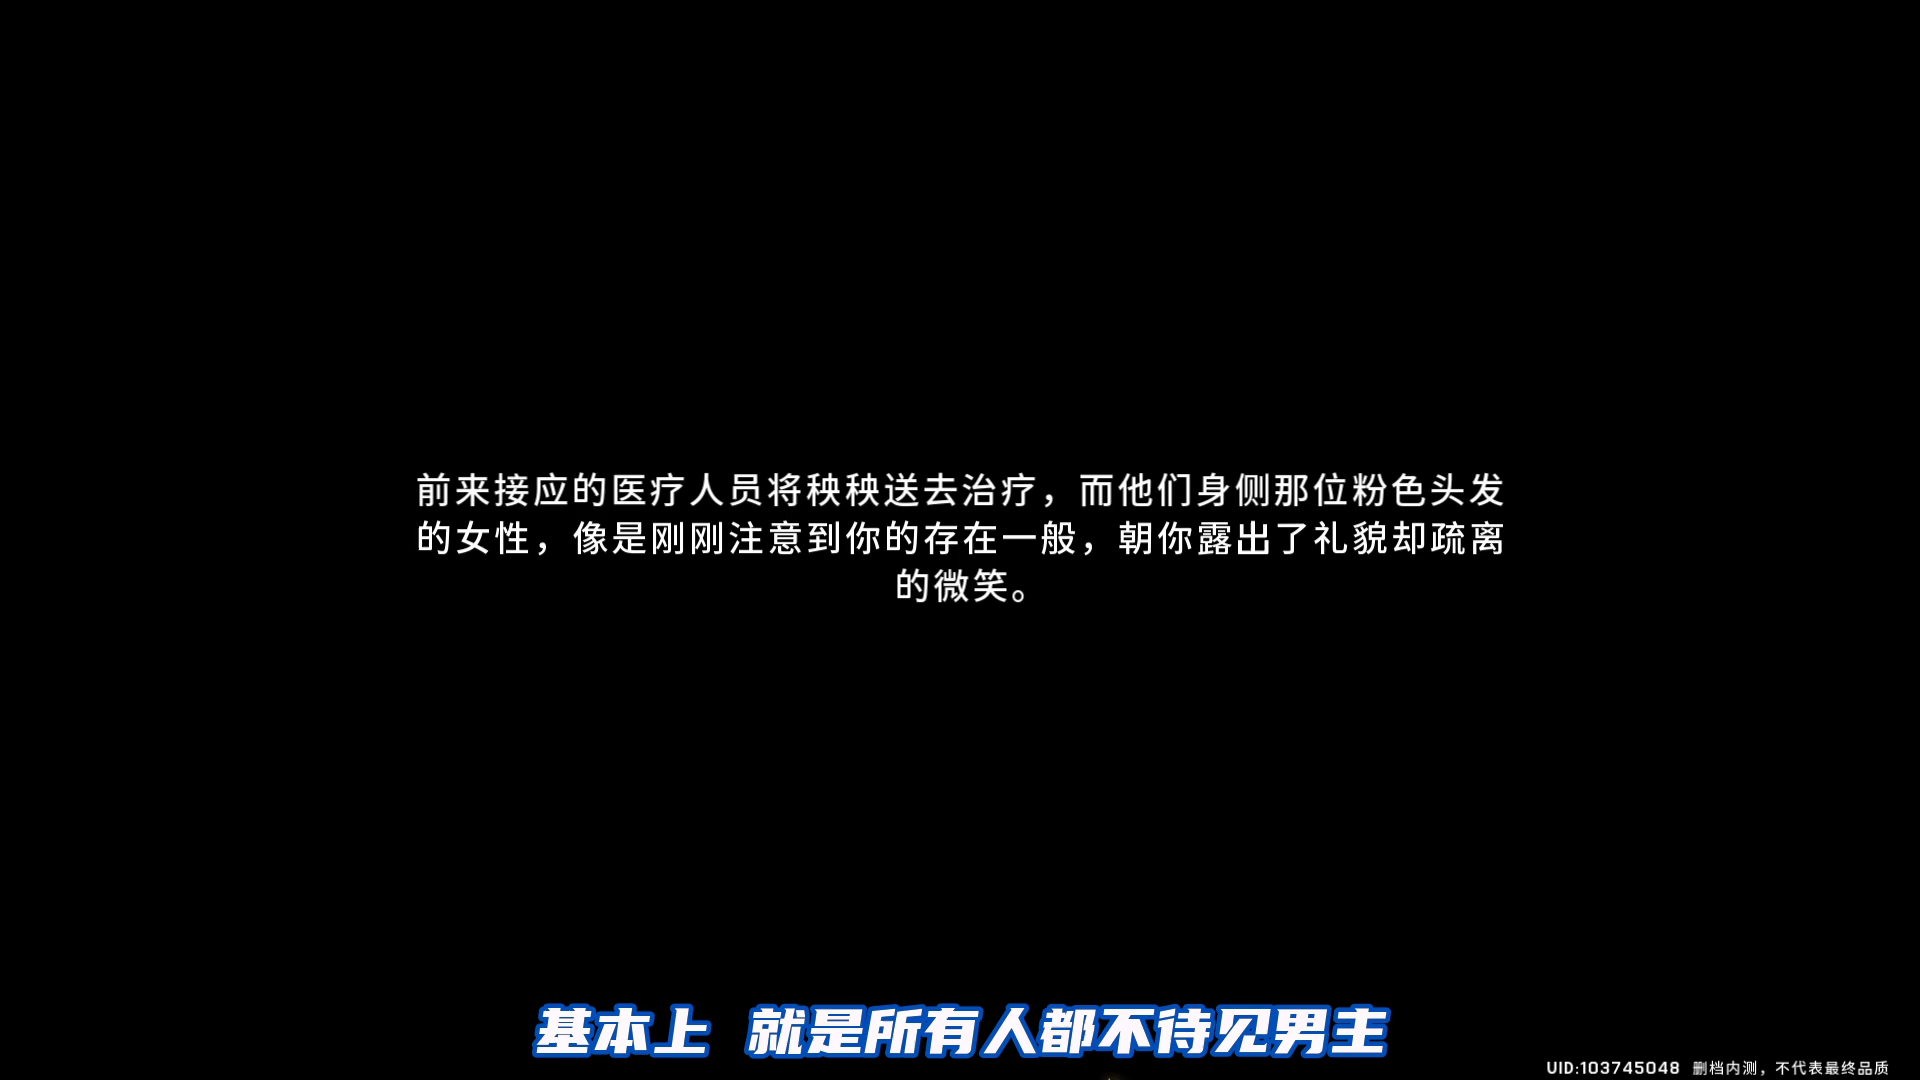 前来接应的医疗人员将秧秧送去治疗，而他们身侧那位粉色头发
的女性，像是刚刚注意到你的存在一般，朝你露出了礼貌却疏离
的微笑。
基本上 就是所有人都不待见男主
UID:103745048 删档内测，不代表最终品质